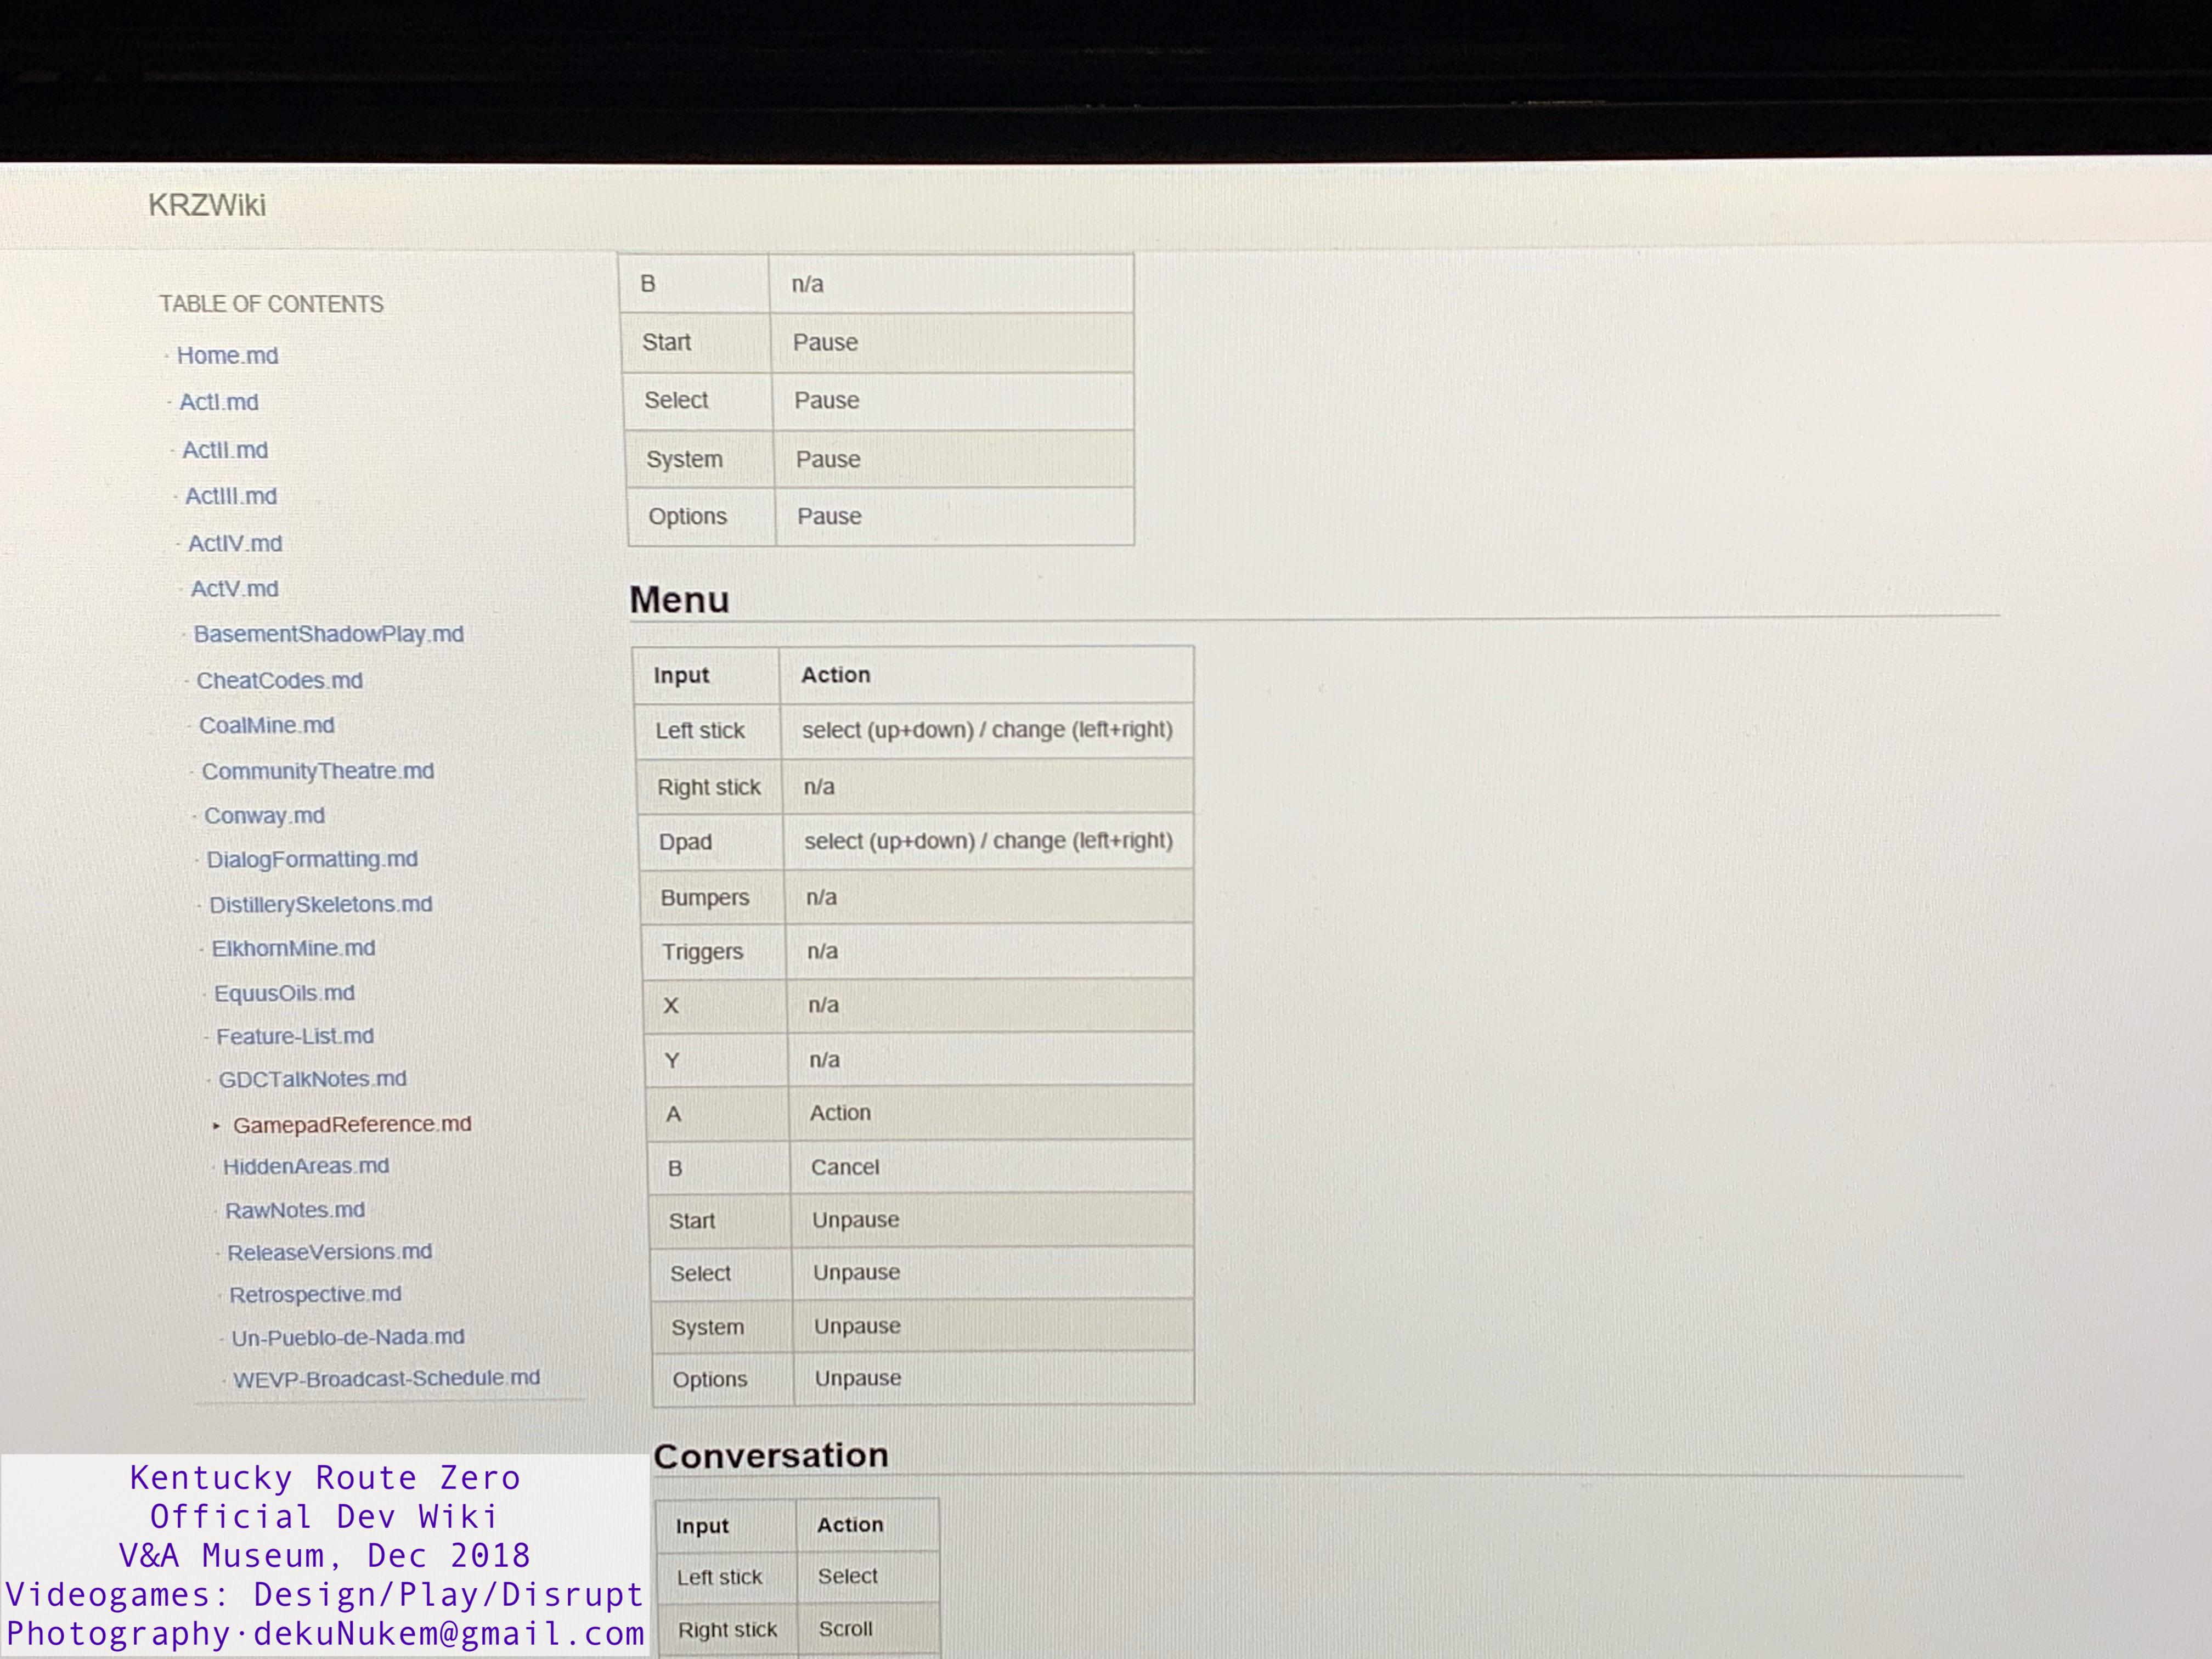 KRZWiki
TABLE OF CONTENTS
Home.md
ActI.md
ActII.md
ActIII.md
ActIV.md
ActV.md
BasementShadowPlay.md
CheatCodes.md
CoalMine.md
CommunityTheatre.md
Conway.md
DialogFormatting.md
DistillerySkeletons.md
ElkhornMine.md
EquusOils.md
Feature-List.md
GDCTalkNotes.md
GamepadReference.md
HiddenAreas.md
RawNotes.md
ReleaseVersions.md
Retrospective.md
Un-Pueblo-de-Nada.md
WEVP-Broadcast-Schedule.md
B n/a
Start Pause
Select Pause
System Pause
Options Pause
Menu
Input Action
Left stick select (up+down) / change (left+right)
Right stick n/a
Dpad select (up+down) / change (left+right)
Bumpers n/a
Triggers n/a
X n/a
Y n/a
A Action
B Cancel
Start Unpause
Select Unpause
System Unpause
Options Unpause
Conversation
Input Action
Left stick Select
Right stick Scroll
Kentucky Route Zero
Official Dev Wiki
V&A Museum, Dec 2018
Videogames: Design/Play/Disrupt
Photography·dekuNukem@gmail.com